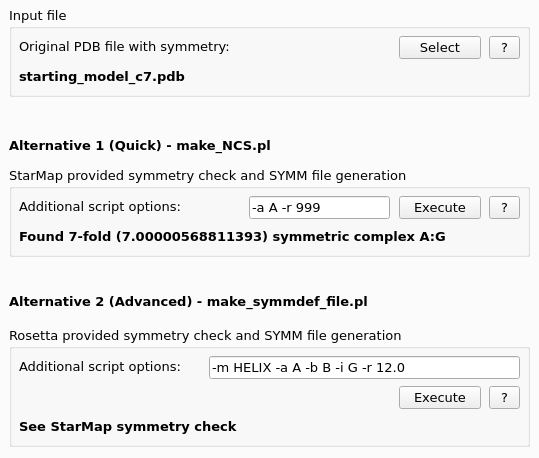 Input file
Original PDB file with symmetry:
Select
?
starting_model_c7.pdb
Alternative 1 (Quick) - make_NCS.pl
StarMap provided symmetry check and SYMM file generation
Additional script options:
-a A -r 999
Execute
?
Found 7-fold (7.00000568811393) symmetric complex A:G
Alternative 2 (Advanced) - make_symmdef_file.pl
Rosetta provided symmetry check and SYMM file generation
Additional script options:
-m HELIX -a A -b B -i G -r 12.0
Execute
?
See StarMap symmetry check